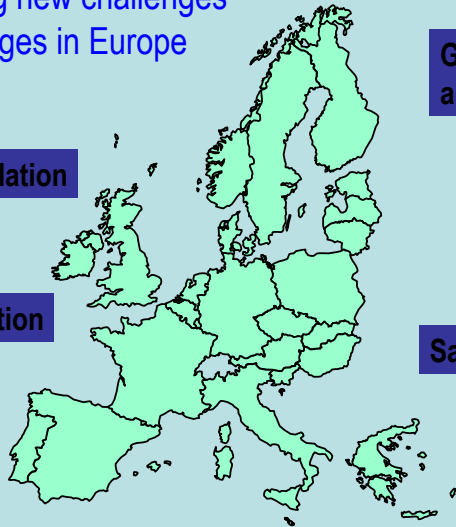 g new challenges
ges in Europe
G
a
lation
tion
Sa